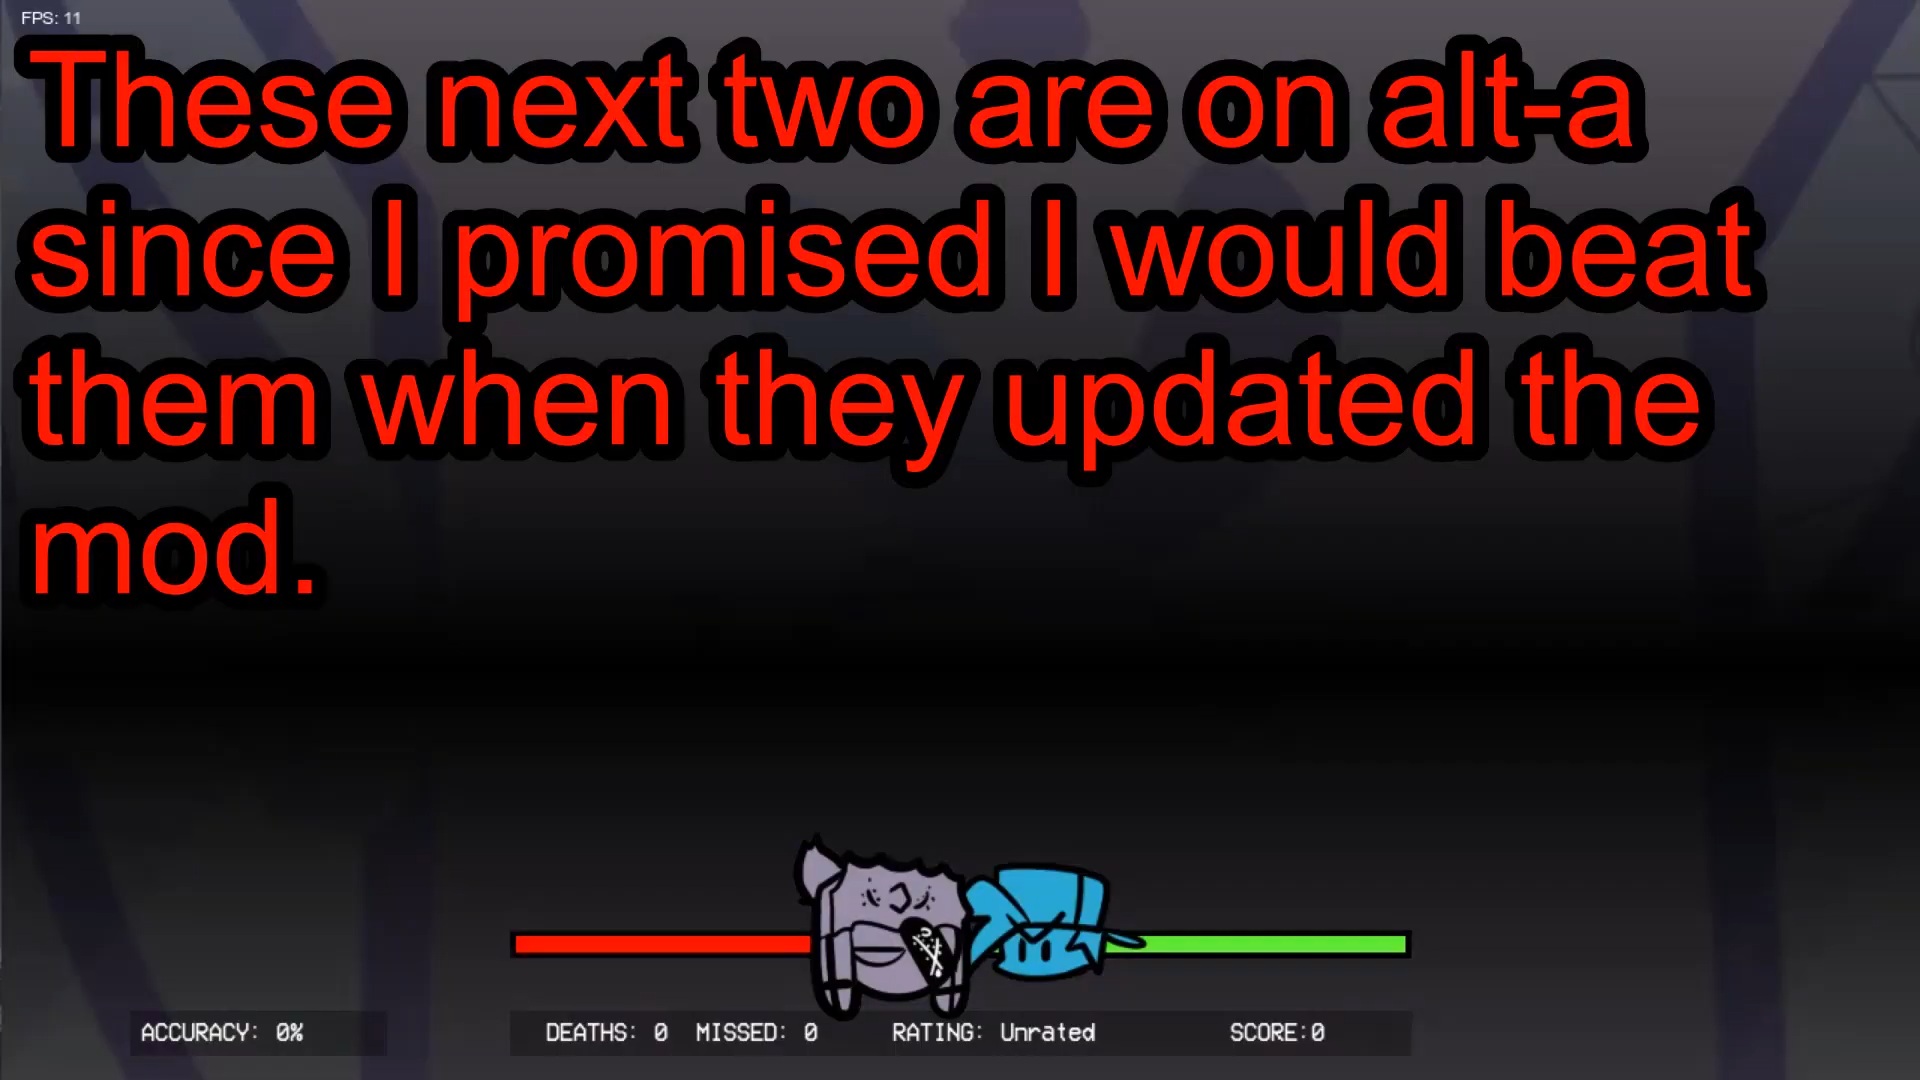 FPS: 11
These next two are on alt-a
since I promised I would beat
them when they updated the
mod.
ACCURACY: 0% DEATHS: 0 MISSED: 0 RATING: Unrated SCORE:0